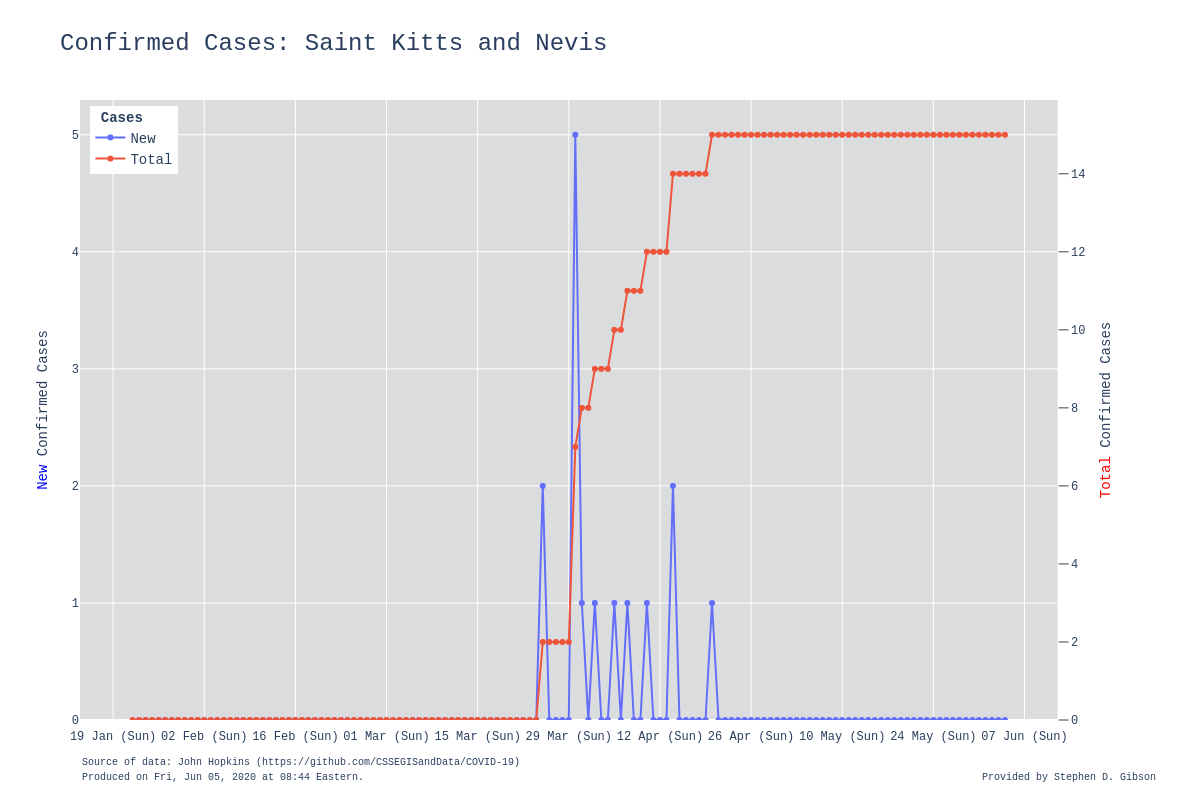 Confirmed Cases: Saint Kitts and Nevis
Cases
New
Total
5
4
3
2
1
0
14
12
10
8
6
4
2
0
New Confirmed Cases
Total Confirmed Cases
19 Jan (Sun) 02 Feb (Sun) 16 Feb (Sun) 01 Mar (Sun) 15 Mar (Sun) 29 Mar (Sun) 12 Apr (Sun) 26 Apr (Sun) 10 May (Sun) 24 May (Sun) 07 Jun (Sun)
Source of data: John Hopkins (https://github.com/CSSEGISandData/COVID-19)
Produced on Fri, Jun 05, 2020 at 08:44 Eastern.
Provided by Stephen D. Gibson